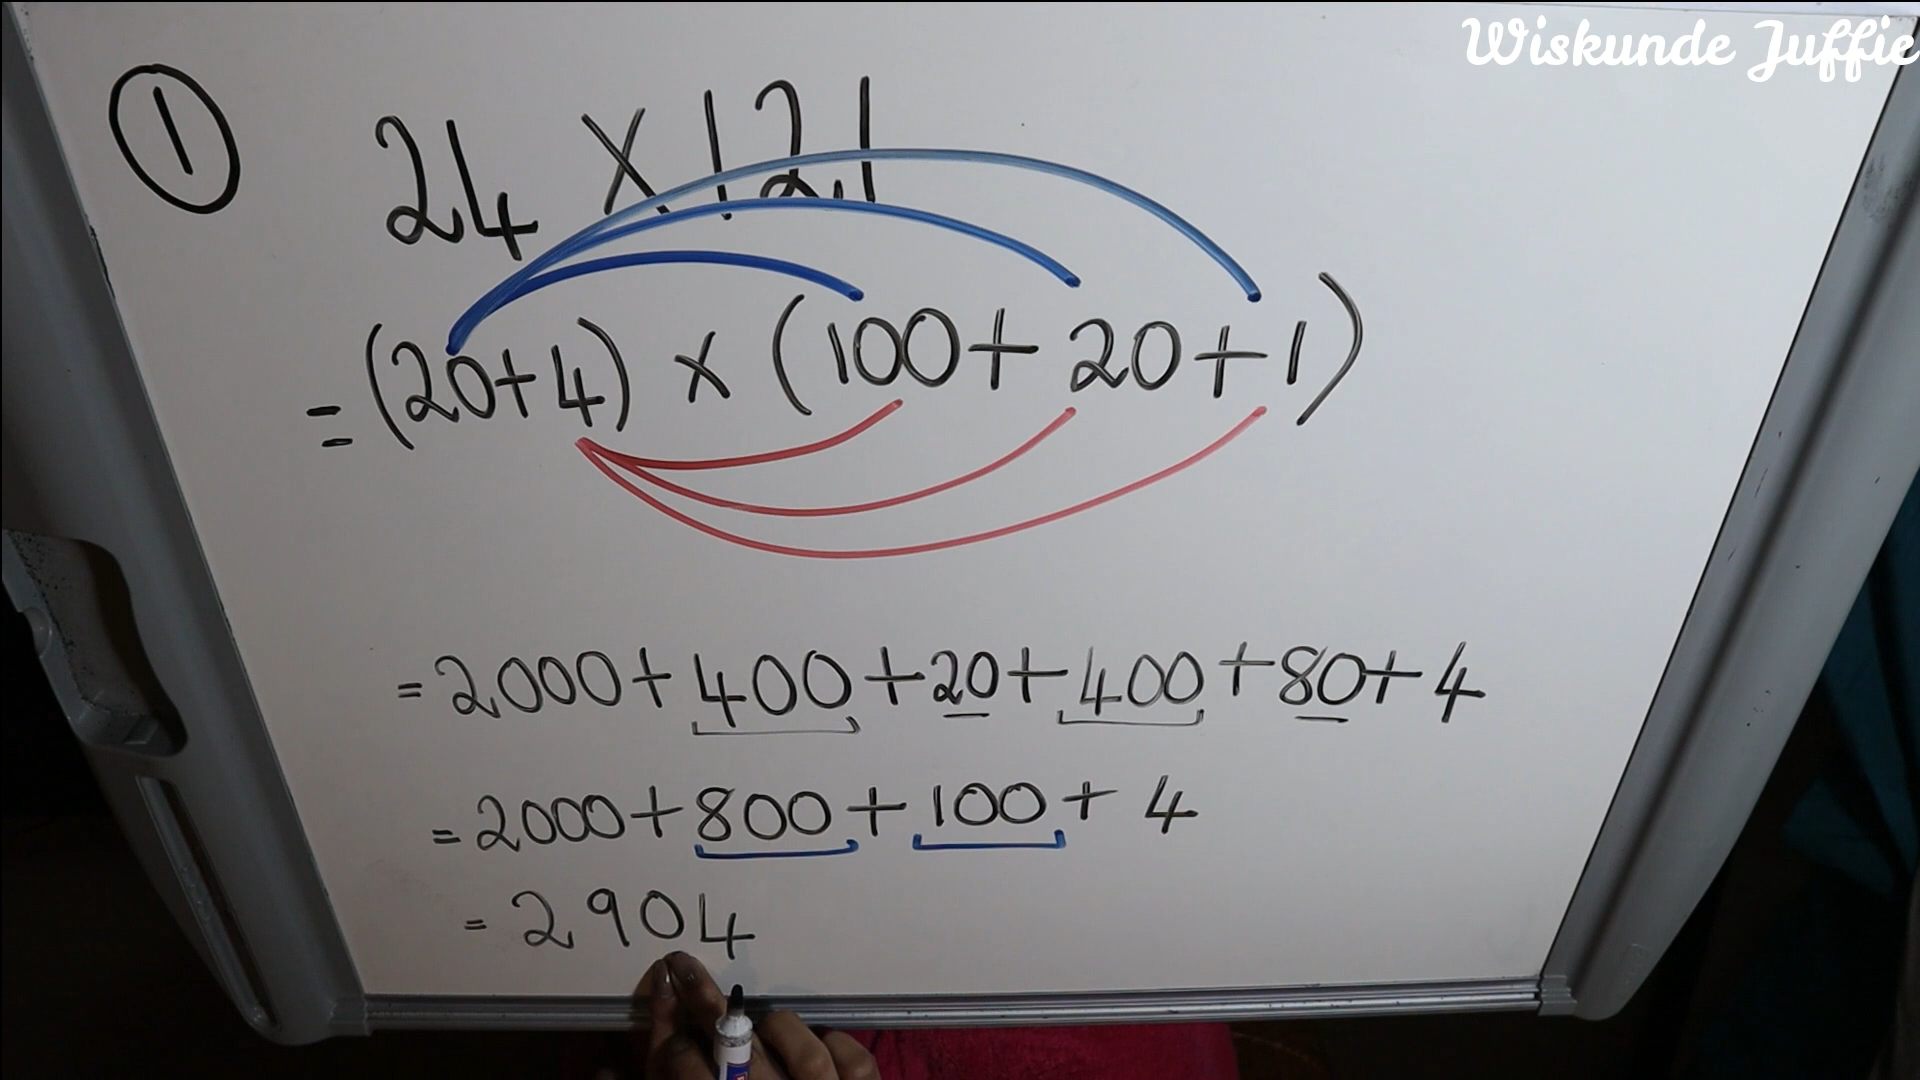 Wiskunde Juffie
① 24 × 121
= (20+4) × (100+ 20+1)
= 2000+400+20+400+80+4
= 2000+800+100+ 4
= 2904